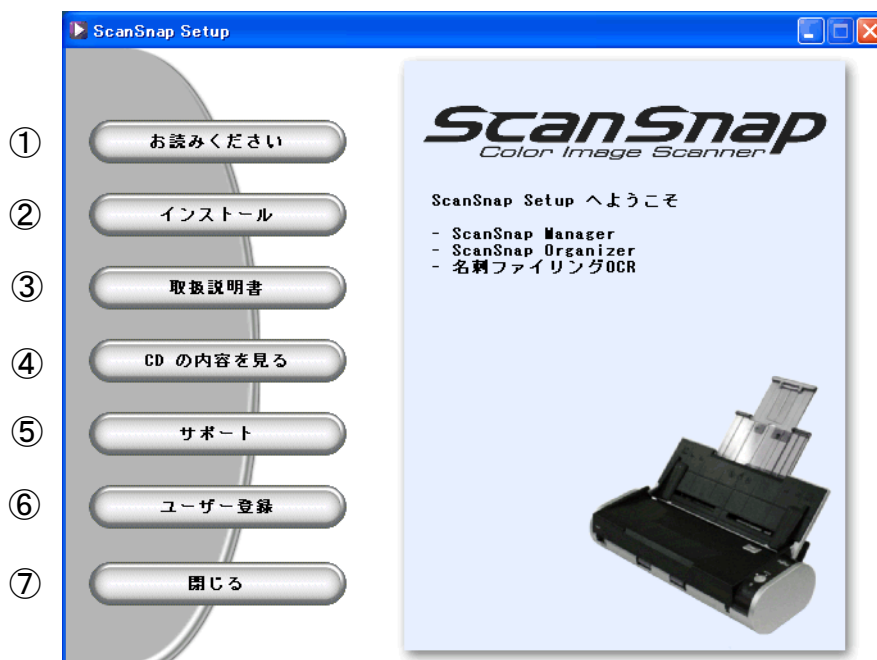 ScanSnap Setup
① お読みください
② インストール
③ 取扱説明書
④ CD の内容を見る
⑤ サポート
⑥ ユーザー登録
⑦ 閉じる
ScanSnap
Color Image Scanner
ScanSnap Setup へようこそ
- ScanSnap Manager
- ScanSnap Organizer
- 名刺ファイリングOCR